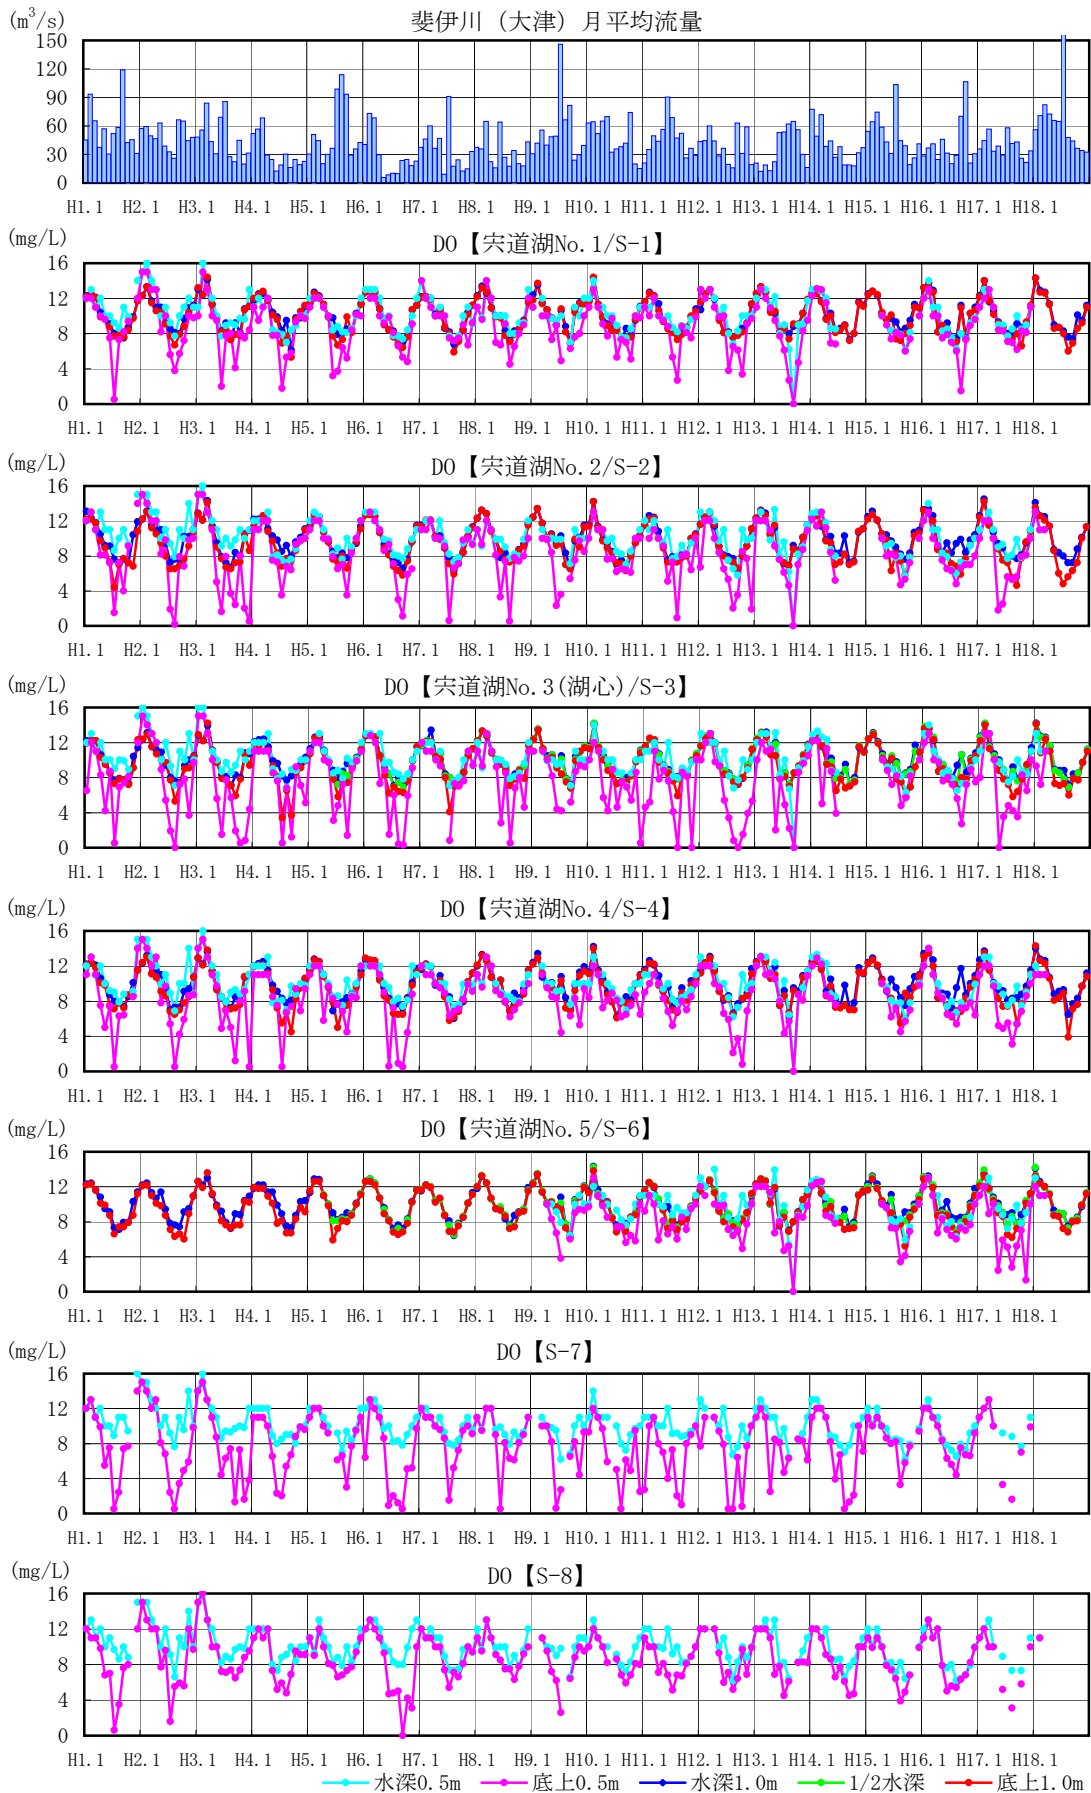 (m³/s)
斐伊川（大津）月平均流量
150
120
90
60
30
0
H1.1 H2.1 H3.1 H4.1 H5.1 H6.1 H7.1 H8.1 H9.1 H10.1 H11.1 H12.1 H13.1 H14.1 H15.1 H16.1 H17.1 H18.1
(mg/L)
DO【宍道湖No.1/S-1】
16
12
8
4
0
H1.1 H2.1 H3.1 H4.1 H5.1 H6.1 H7.1 H8.1 H9.1 H10.1 H11.1 H12.1 H13.1 H14.1 H15.1 H16.1 H17.1 H18.1
(mg/L)
DO【宍道湖No.2/S-2】
16
12
8
4
0
H1.1 H2.1 H3.1 H4.1 H5.1 H6.1 H7.1 H8.1 H9.1 H10.1 H11.1 H12.1 H13.1 H14.1 H15.1 H16.1 H17.1 H18.1
(mg/L)
DO【宍道湖No.3(湖心)/S-3】
16
12
8
4
0
H1.1 H2.1 H3.1 H4.1 H5.1 H6.1 H7.1 H8.1 H9.1 H10.1 H11.1 H12.1 H13.1 H14.1 H15.1 H16.1 H17.1 H18.1
(mg/L)
DO【宍道湖No.4/S-4】
16
12
8
4
0
H1.1 H2.1 H3.1 H4.1 H5.1 H6.1 H7.1 H8.1 H9.1 H10.1 H11.1 H12.1 H13.1 H14.1 H15.1 H16.1 H17.1 H18.1
(mg/L)
DO【宍道湖No.5/S-6】
16
12
8
4
0
H1.1 H2.1 H3.1 H4.1 H5.1 H6.1 H7.1 H8.1 H9.1 H10.1 H11.1 H12.1 H13.1 H14.1 H15.1 H16.1 H17.1 H18.1
(mg/L)
DO【S-7】
16
12
8
4
0
H1.1 H2.1 H3.1 H4.1 H5.1 H6.1 H7.1 H8.1 H9.1 H10.1 H11.1 H12.1 H13.1 H14.1 H15.1 H16.1 H17.1 H18.1
(mg/L)
DO【S-8】
16
12
8
4
0
H1.1 H2.1 H3.1 H4.1 H5.1 H6.1 H7.1 H8.1 H9.1 H10.1 H11.1 H12.1 H13.1 H14.1 H15.1 H16.1 H17.1 H18.1
水深0.5m 底上0.5m 水深1.0m 1/2水深 底上1.0m